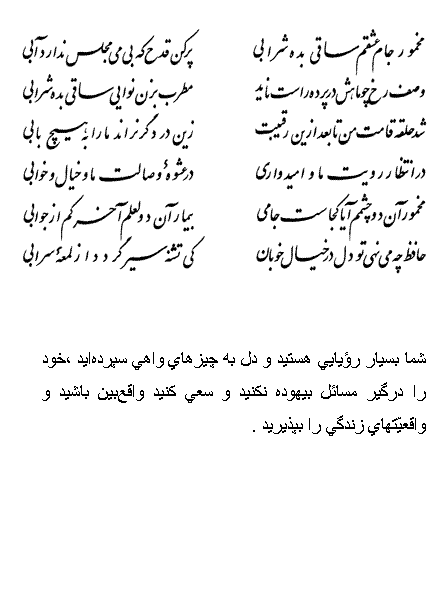 مخمور جام عشقم ساقی بده شرابی پرکن قدح که بی می مجلس ندارد آبی
وصف رخ چو ماهش در پرده راست ناید مطرب بزن نوایی ساقی بده شرابی
شد حلقه قامت من تا بعد ازین رقیبت زین در دگر نراند ما را به هیچ بابی
در انتظار رویت ما و امیدواری در عشوهٔ وصالت ما و خیال و خوابی
مخمور آن دو چشمم آیا کجاست جامی بیمار آن دو لعلم آخر کم از جوابی
حافظ چه می‌نهی تو دل در خیال خوبان کی تشنه سیر گردد از لمعهٔ سرابی
شما بسيار رؤيايي هستيد و دل به چيزهاي واهي سپرده‌ايد ،خود
را درگير مسائل بيهوده نكنيد و سعي كنيد واقع‌بين باشيد و
واقعيّتهاي زندگي را بپذيريد .